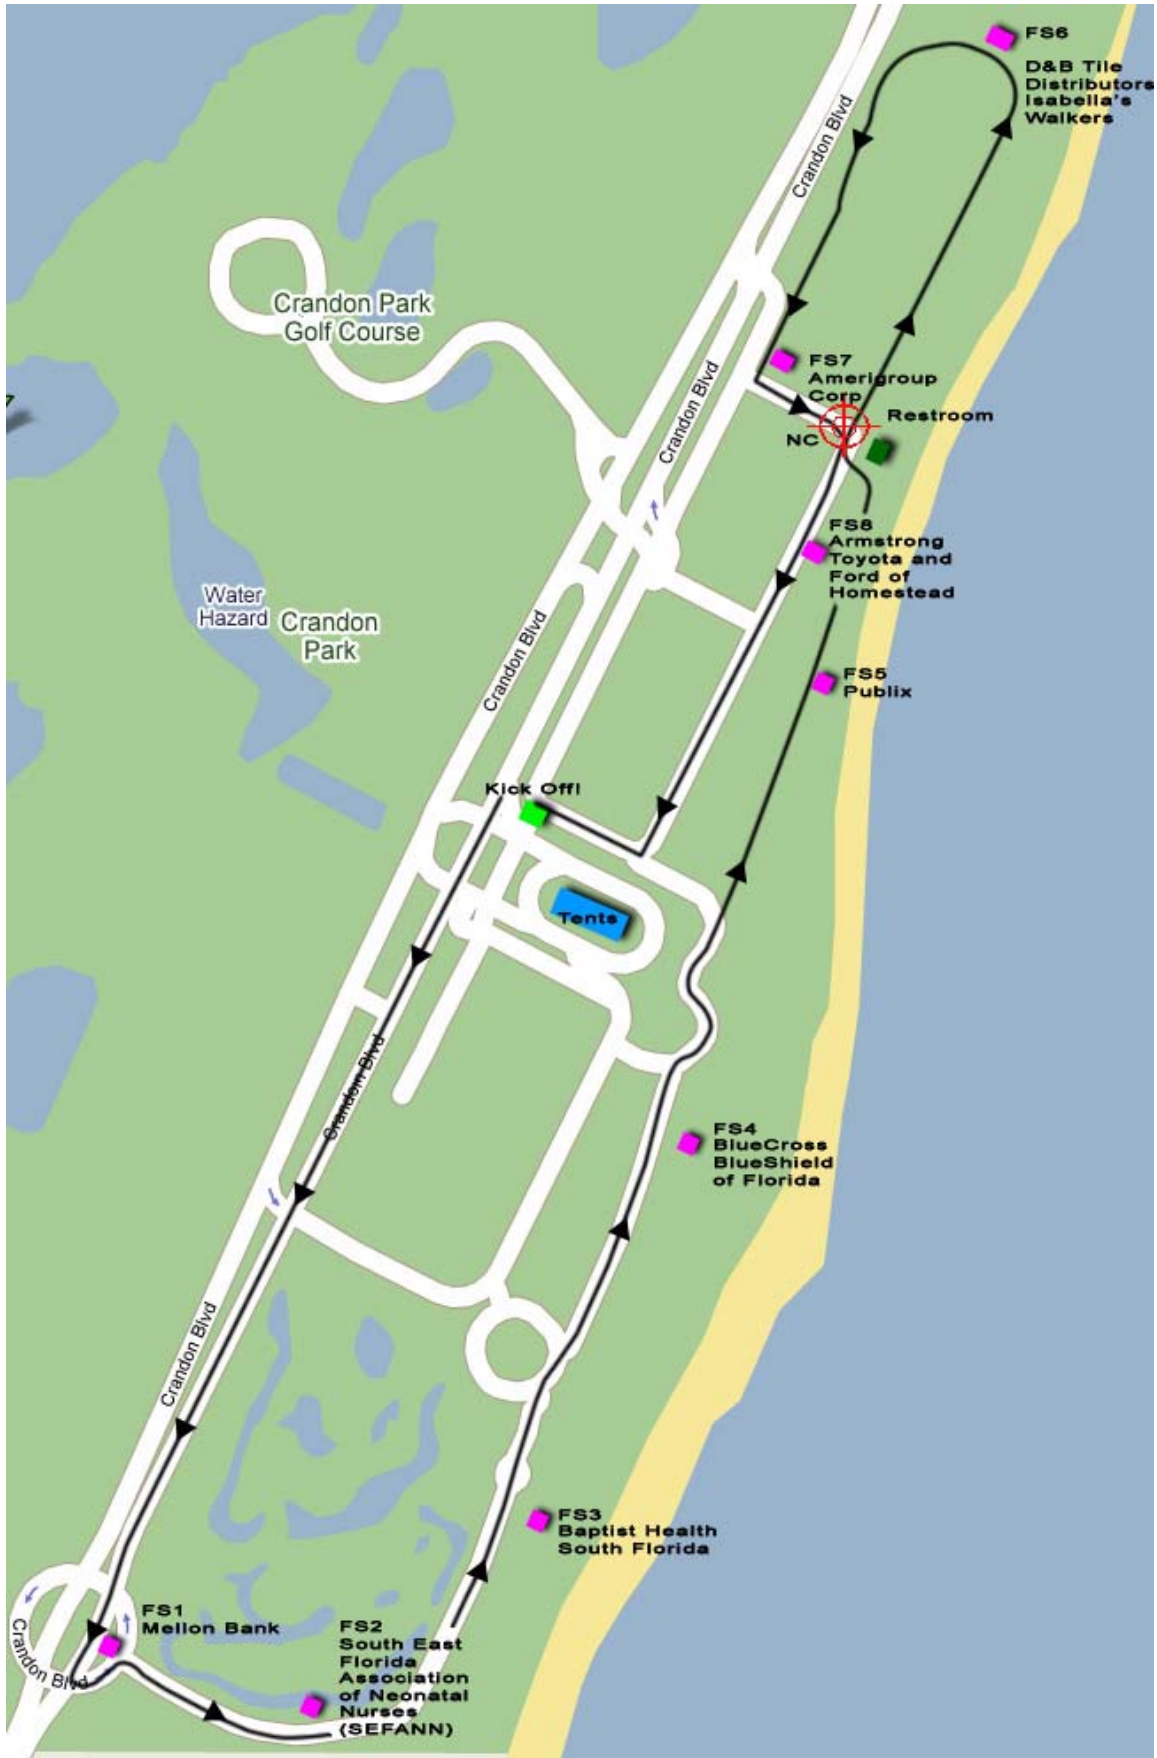 FS6
D&B Tile
Distributors
Isabella's
Walkers
Crandon Blvd
Crandon Park
Golf Course
FS7
Amerigroup
Corp
Crandon Blvd
Restroom
NC
FS8
Armstrong
Toyota and
Ford of
Homestead
Water
Hazard
Crandon
Park
Crandon Blvd
FS5
Publix
Kick Off!
Tents
Crandon Blvd
FS4
BlueCross
BlueShield
of Florida
Crandon Blvd
FS3
Baptist Health
South Florida
FS1
Mellon Bank
FS2
South East
Florida
Association
of Neonatal
Nurses
(SEFANN)
Crandon Blvd